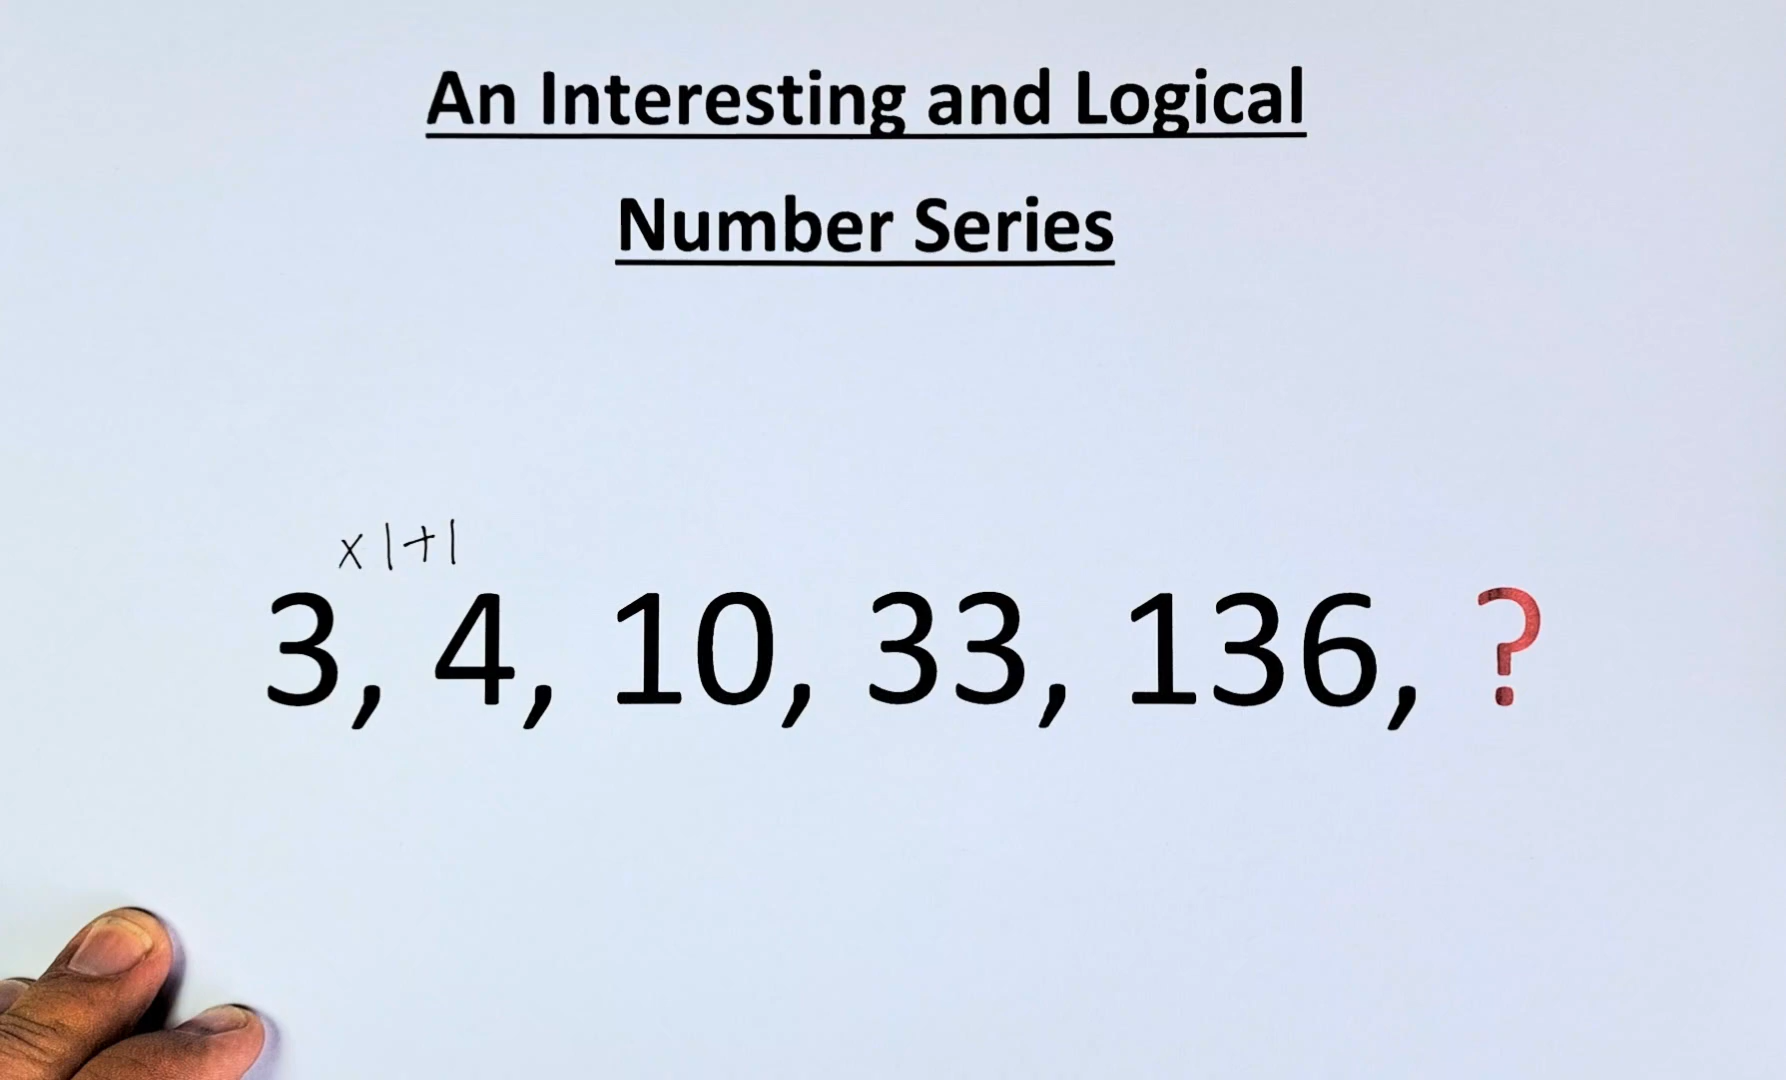 An Interesting and Logical
Number Series
x1+1
3, 4, 10, 33, 136, ?